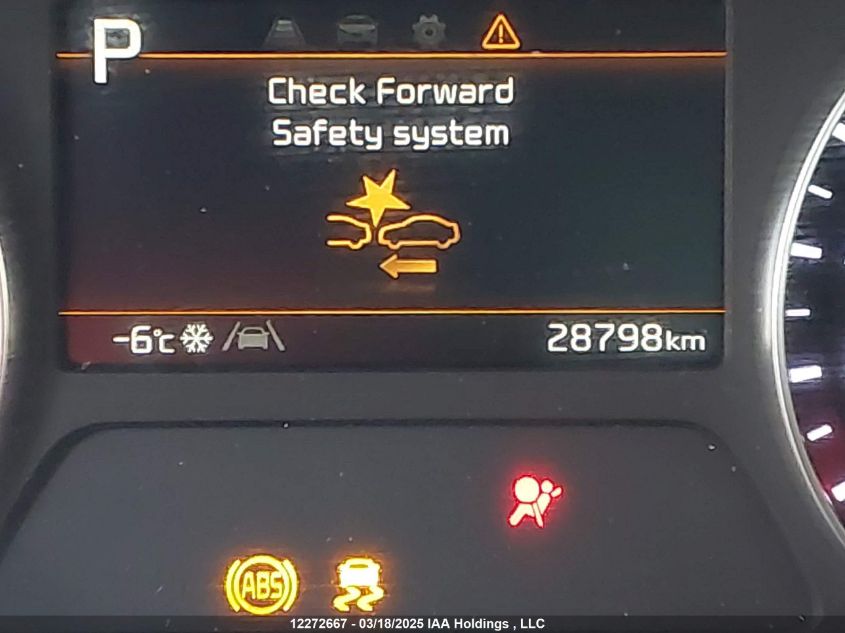 P
Check Forward
Safety system
-6°C
28798km
ABS
12272667 - 03/18/2025 IAA Holdings , LLC